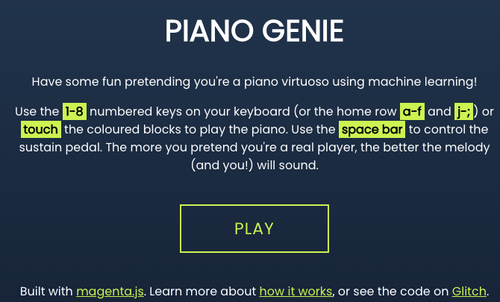 PIANO GENIE
Have some fun pretending you're a piano virtuoso using machine learning!
Use the 1-8 numbered keys on your keyboard (or the home row a-f and j-;) or
touch the coloured blocks to play the piano. Use the space bar to control the
sustain pedal. The more you pretend you're a real player, the better the melody
(and you!) will sound.
PLAY
Built with magenta.js. Learn more about how it works, or see the code on Glitch.